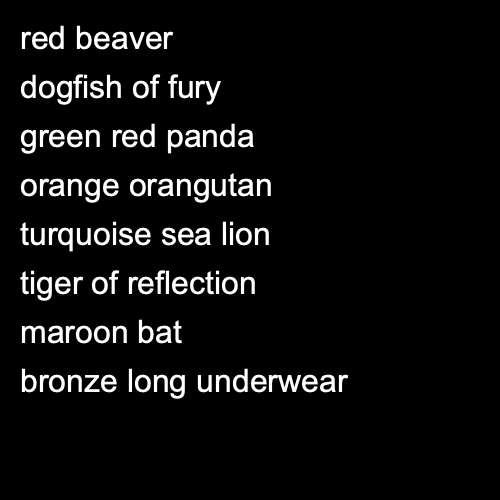 red beaver
dogfish of fury
green red panda
orange orangutan
turquoise sea lion
tiger of reflection
maroon bat
bronze long underwear